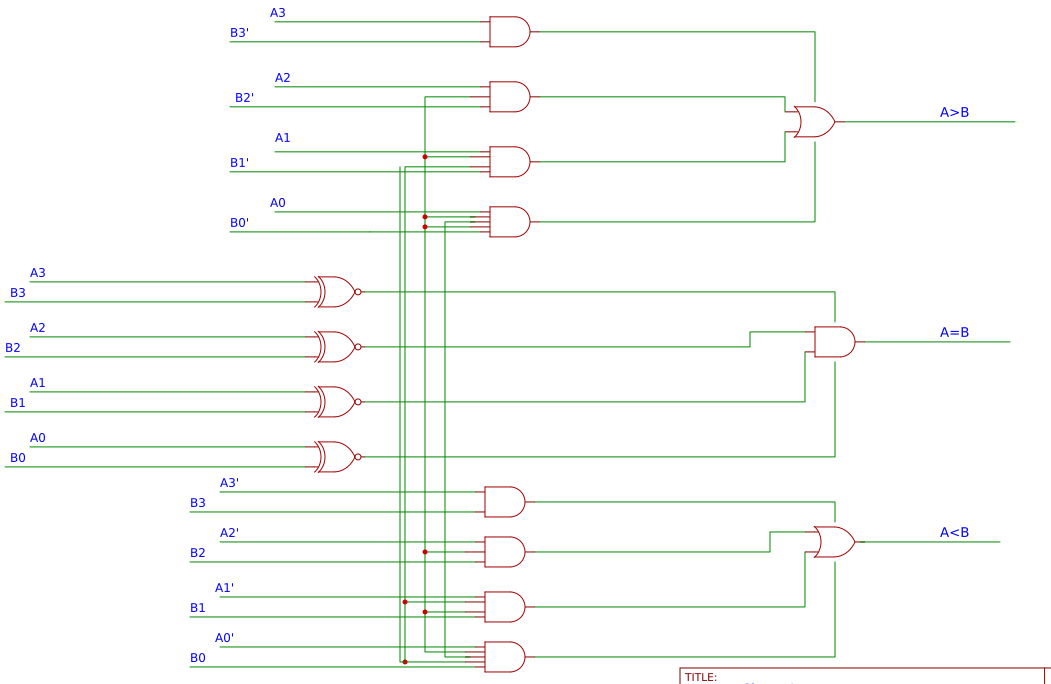 A3
B3'
A2
B2'
A>B
A1
B1'
A0
B0'
A3
B3
A2
B2
A=B
A1
B1
A0
B0
A3'
B3
A2'
B2
A<B
A1'
B1
A0'
B0
TITLE: